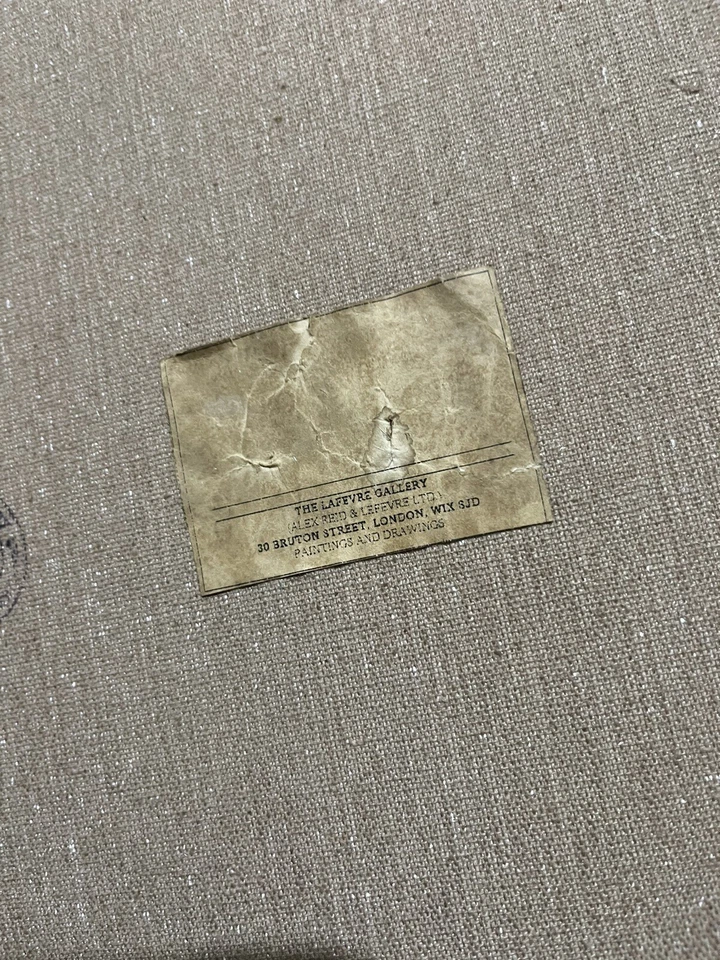 THE LAFEVRE GALLERY
(ALEX REID & LEFEVRE LTD.)
30 BRUTON STREET, LONDON, WIX 8JD
PAINTINGS AND DRAWINGS